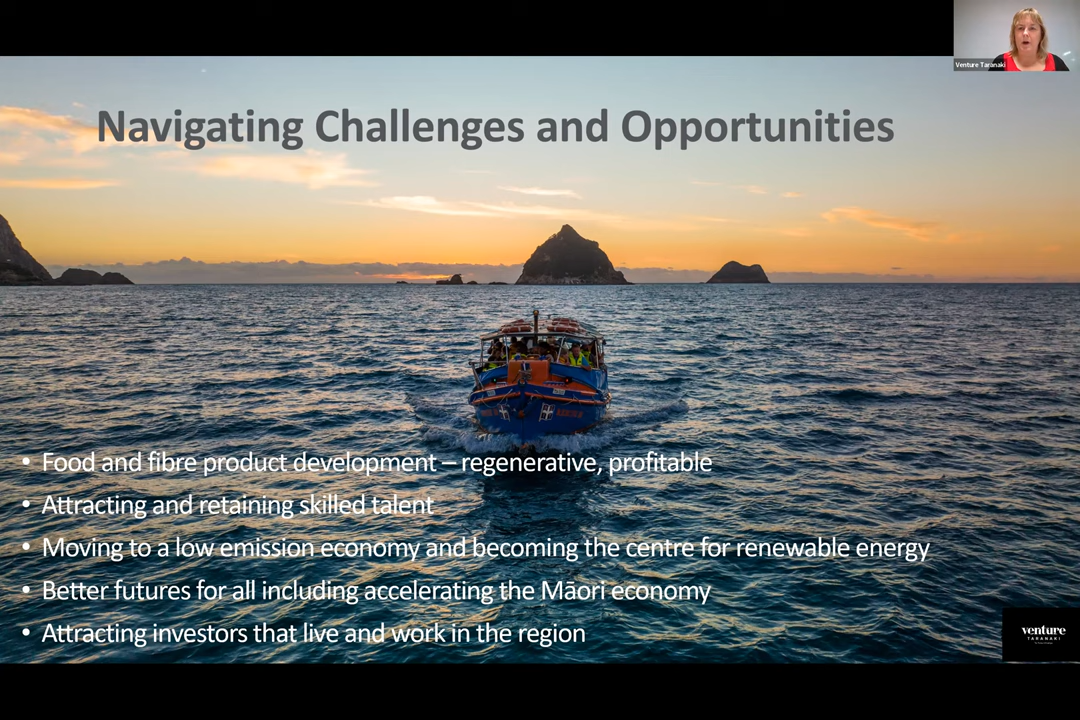 Venture Taranaki
Navigating Challenges and Opportunities
• Food and fibre product development – regenerative, profitable
• Attracting and retaining skilled talent
• Moving to a low emission economy and becoming the centre for renewable energy
• Better futures for all including accelerating the Māori economy
• Attracting investors that live and work in the region
venture
TARANAKI